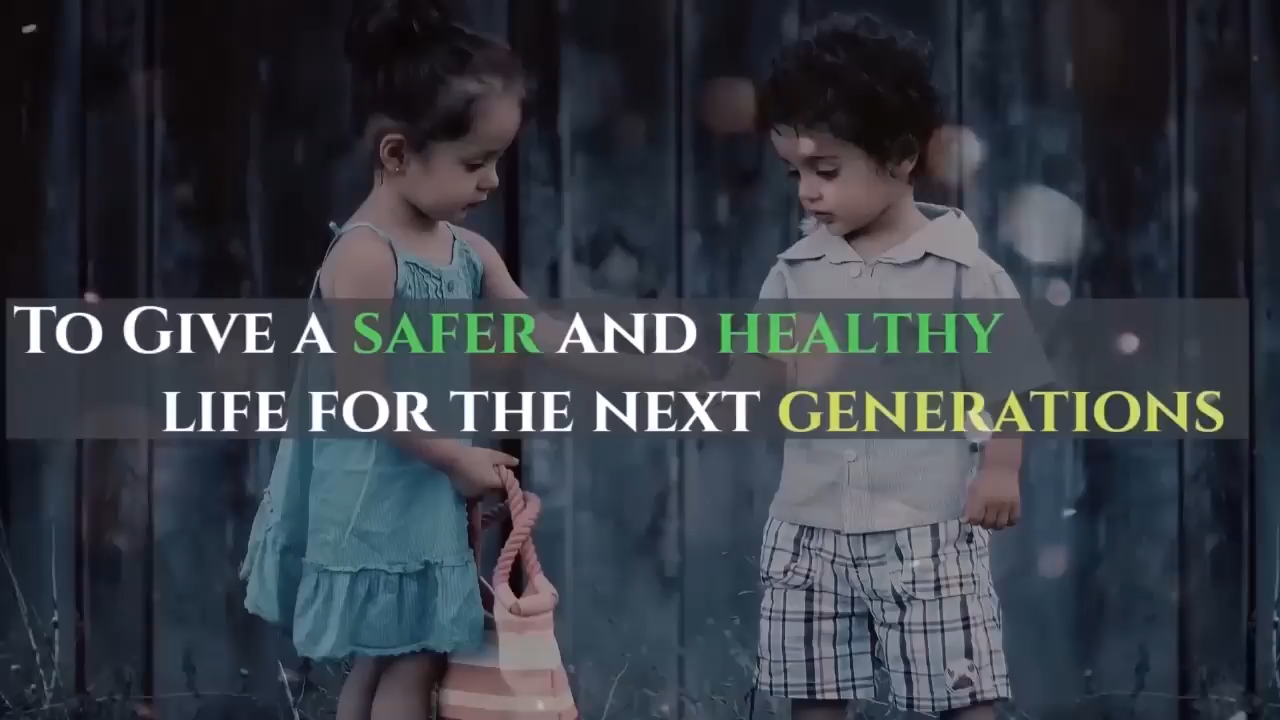 To Give a safer and healthy
life for the next generations